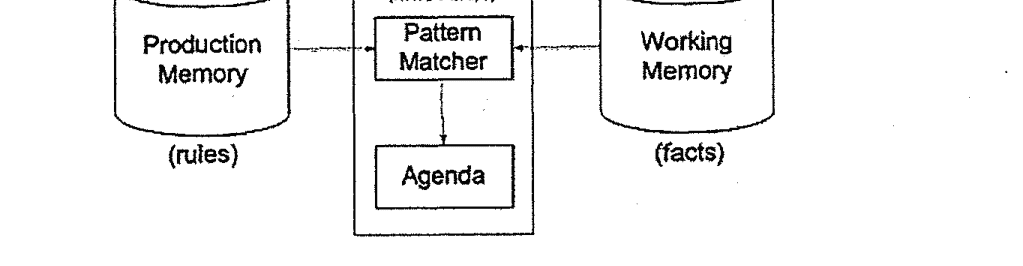 Production
Memory
(rules)
Pattern
Matcher
Agenda
Working
Memory
(facts)